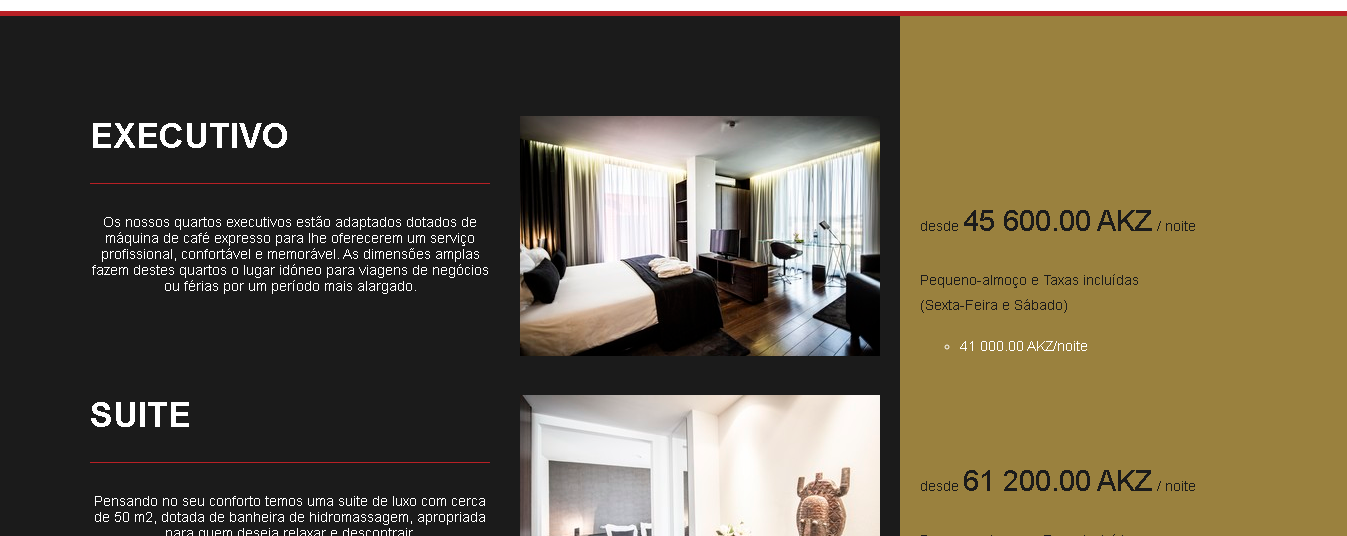 EXECUTIVO
Os nossos quartos executivos estão adaptados dotados de
máquina de café expresso para lhe oferecerem um serviço
profissional, confortável e memorável. As dimensões amplas
fazem destes quartos o lugar idóneo para viagens de negócios
ou férias por um período mais alargado.
desde 45 600.00 AKZ / noite
Pequeno-almoço e Taxas incluídas
(Sexta-Feira e Sábado)
41 000.00 AKZ/noite
SUITE
Pensando no seu conforto temos uma suite de luxo com cerca
de 50 m2, dotada de banheira de hidromassagem, apropriada
para quem deseja relaxar e descontrair
desde 61 200.00 AKZ / noite